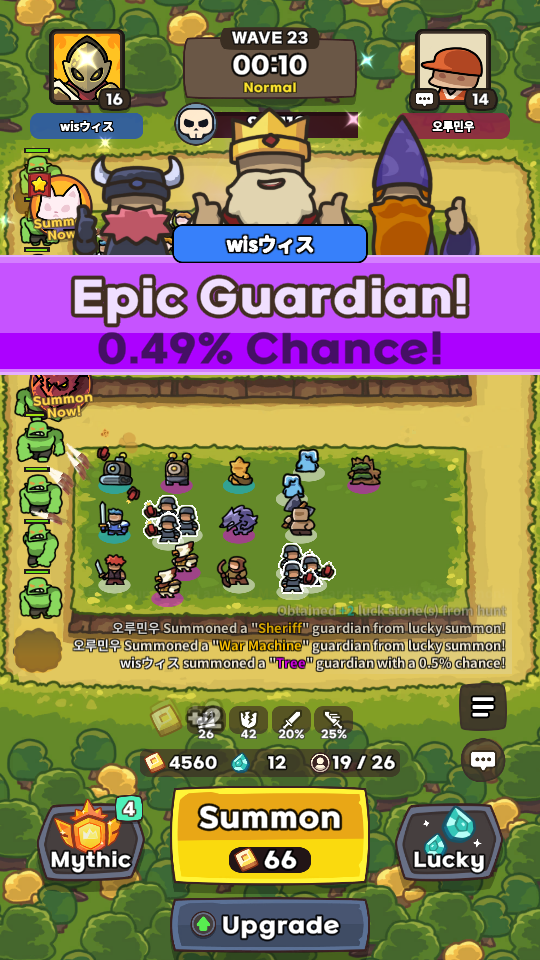 WAVE 23
00:10
Normal
16
14
wisウィス
오루민우
Summ
Now
wisウィス
Epic Guardian!
0.49% Chance!
Summon
Now!
Obtained +2 luck stone(s) from hunt
오루민우 Summoned a "Sheriff" guardian from lucky summon!
오루민우 Summoned a "War Machine" guardian from lucky summon!
wisウィス summoned a "Tree" guardian with a 0.5% chance!
+2
26
42
20%
25%
4560
12
19 / 26
4
Mythic
Summon
66
Lucky
Upgrade